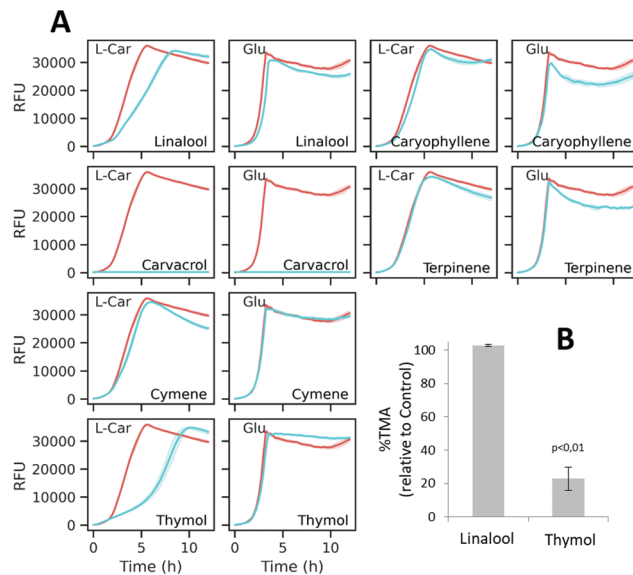 A
L-Car
Glu
L-Car
Glu
RFU
30000
20000
10000
0
Linalool
Linalool
Caryophyllene
Caryophyllene
L-Car
Glu
L-Car
Glu
RFU
30000
20000
10000
0
Carvacrol
Carvacrol
Terpinene
Terpinene
L-Car
Glu
RFU
30000
20000
10000
0
Cymene
Cymene
L-Car
Glu
RFU
30000
20000
10000
0
Thymol
Thymol
0 5 10
0 5 10
Time (h)
Time (h)
B
%TMA
(relative to Control)
100
80
60
40
20
0
p<0,01
Linalool
Thymol